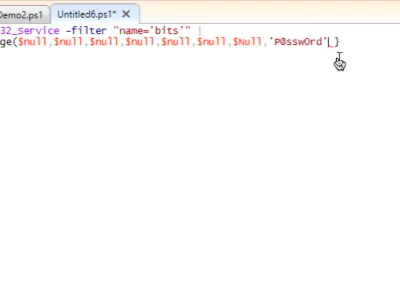 Demo2.ps1 Untitled6.ps1* X
32_Service -filter "name='bits'" |
ge($null,$null,$null,$null,$null,$null,$Null,'P@ssw0rd' }